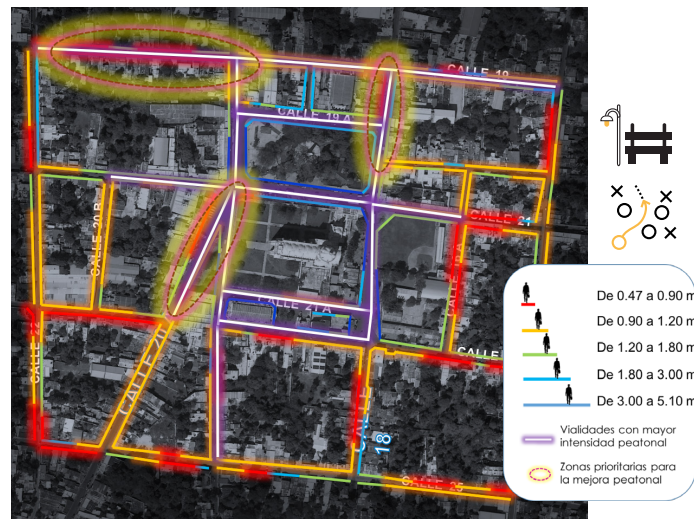 CALLE 19
CALLE 19 A
CALLE 20 B
CALLE 21
CALLE 21 A
CALLE 22
CALLE 20
CALLE
18
CALLE 25
De 0.47 a 0.90 m
De 0.90 a 1.20 m
De 1.20 a 1.80 m
De 1.80 a 3.00 m
De 3.00 a 5.10 m
Vialidades con mayor
intensidad peatonal
Zonas prioritarias para
la mejora peatonal